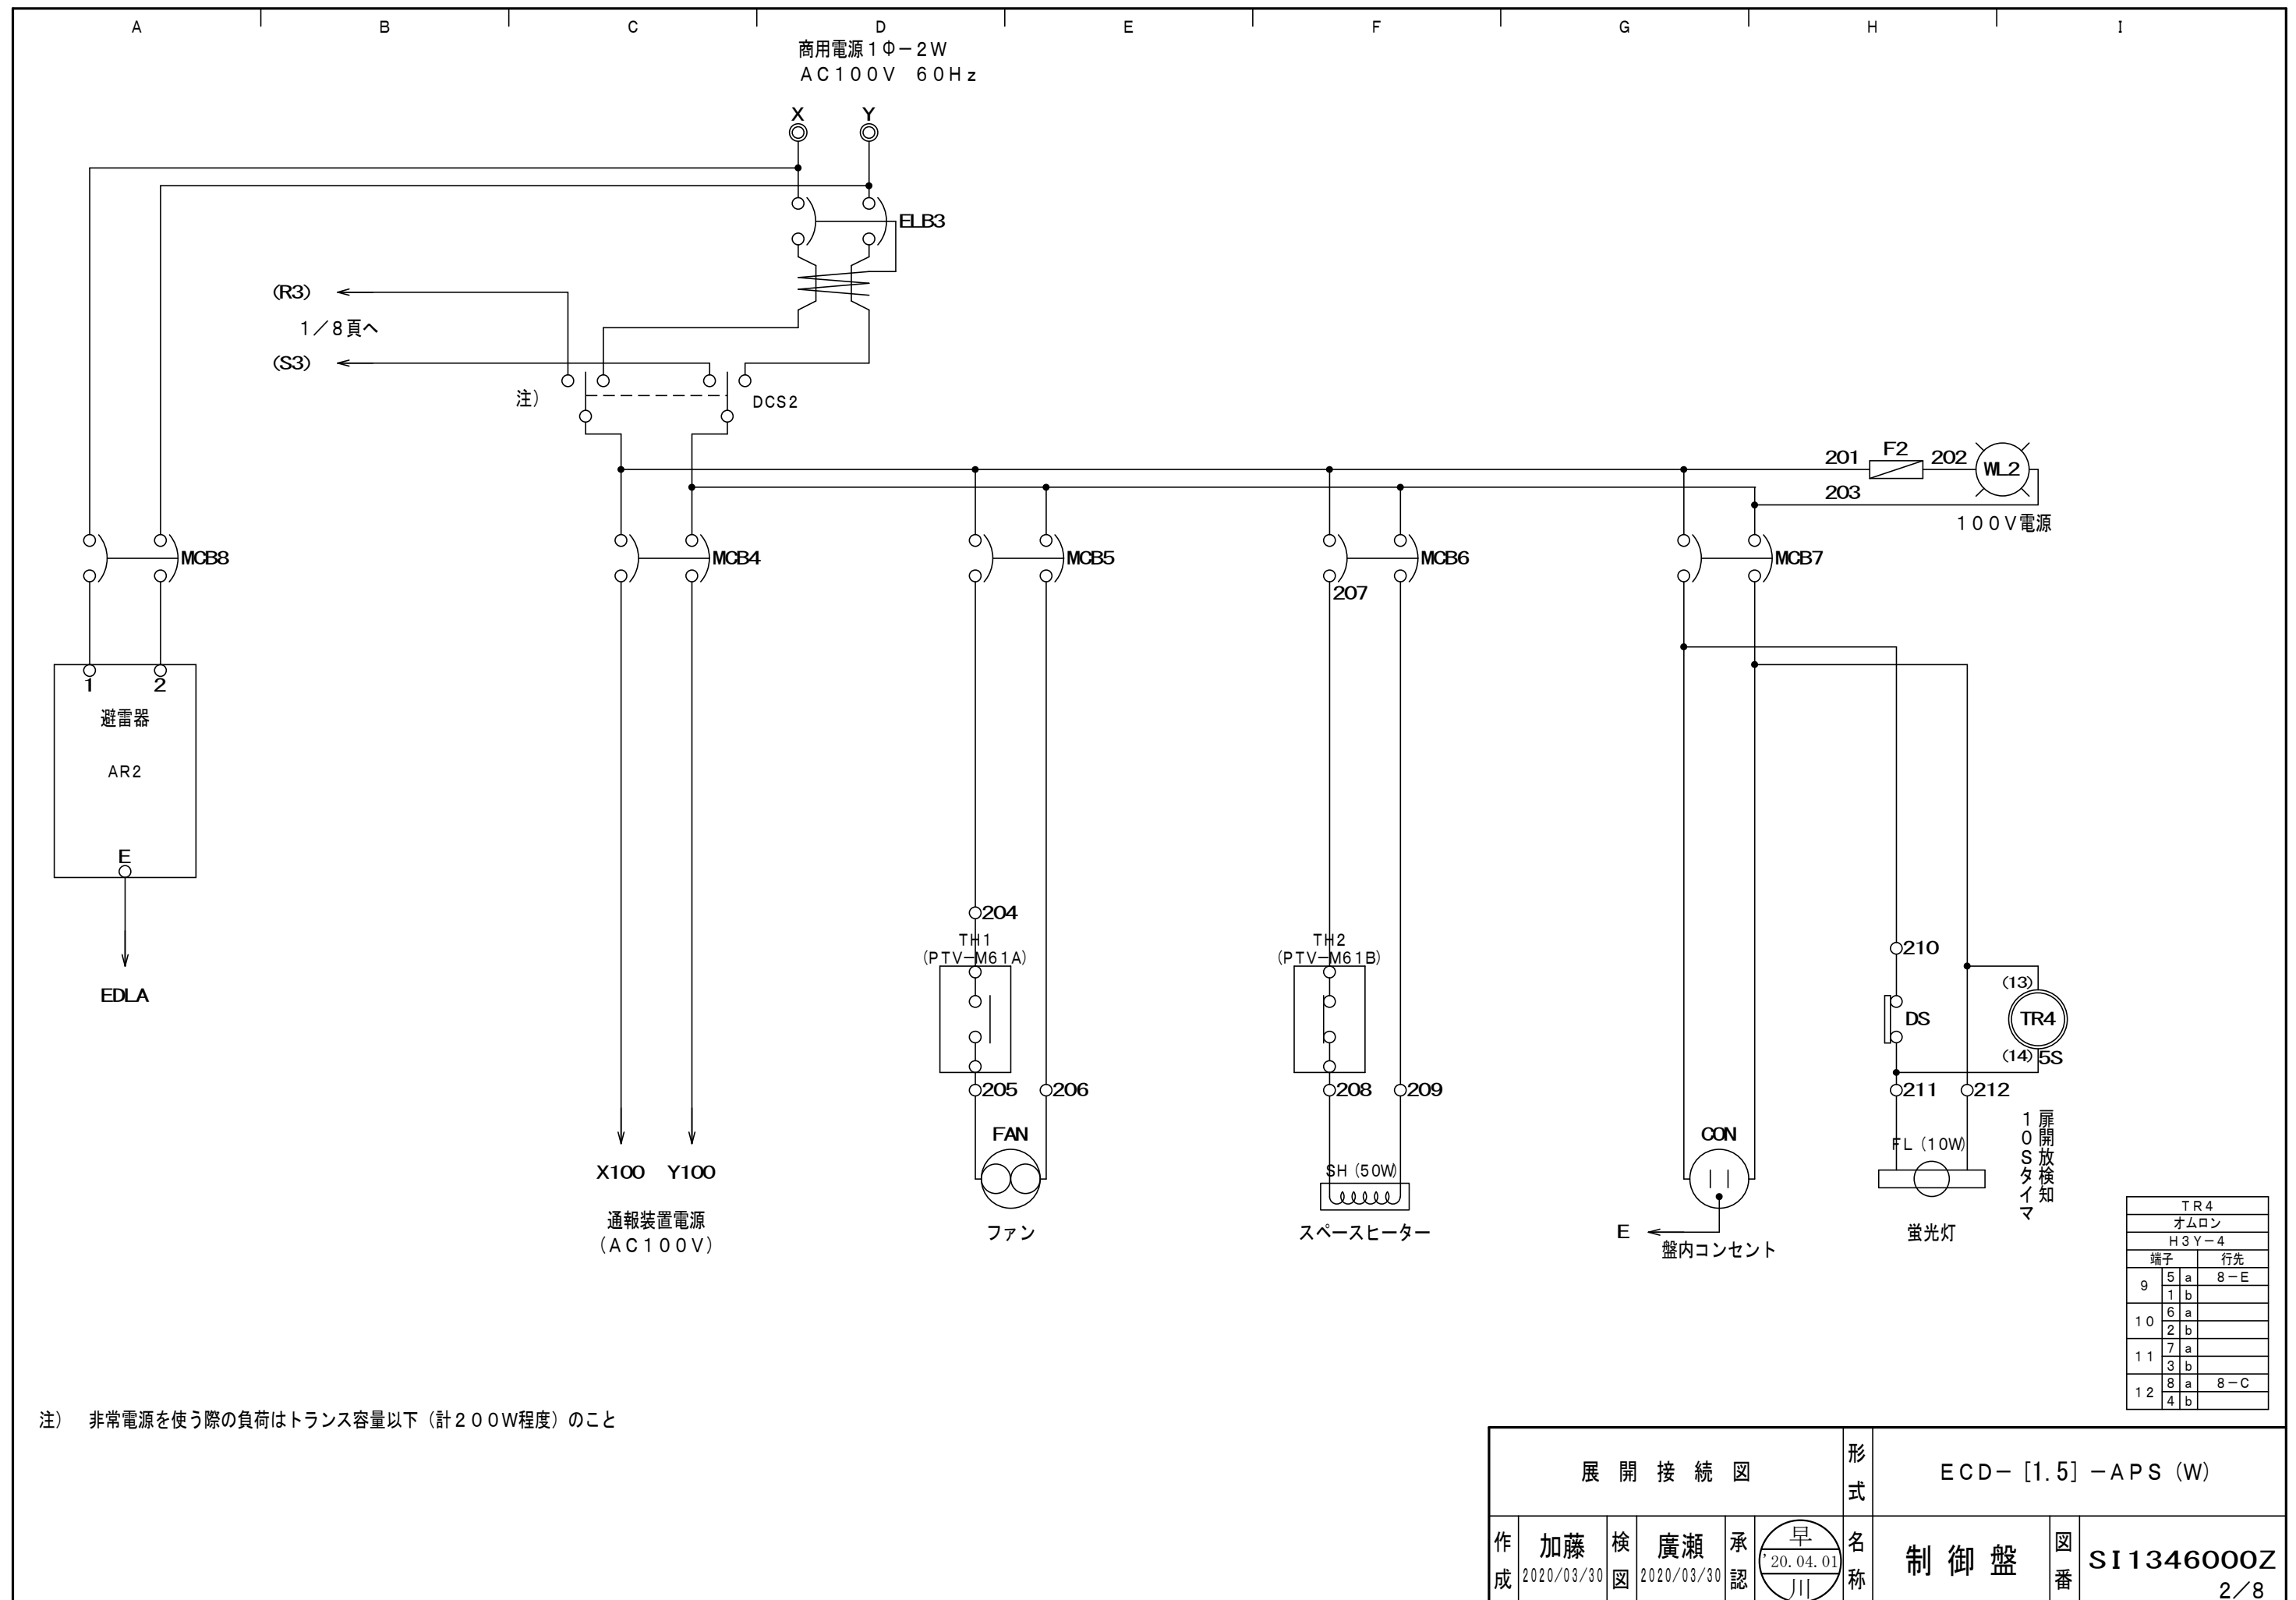 A B C D E F G H I
商用電源１Φ－２Ｗ
ＡＣ１００Ｖ　６０Ｈｚ
X Y
ELB3
(R3)
１／８頁へ
(S3)
注）
DCS2
201 F2 202 WL2
203
１００Ｖ電源
MCB8 MCB4 MCB5 MCB6 MCB7
207
1 2
避雷器
AR2
E
EDLA
204
TH1
(PTV－M61A)
205 206
FAN
ファン
TH2
(PTV－M61B)
208 209
SH (50W)
スペースヒーター
X100 Y100
通報装置電源
(ＡＣ１００Ｖ)
CON
E
盤内コンセント
210
DS
(13)
TR4
(14) 5S
211 212
FL (10W)
蛍光灯
扉開放検知
１０Ｓタイマ
TR4
オムロン
H3Y－4
端子 行先
9 5 a 8－E
1 b
10 6 a
2 b
11 7 a
3 b
12 8 a 8－C
4 b
注）　非常電源を使う際の負荷はトランス容量以下（計２００Ｗ程度）のこと
展開接続図 形式 ECD－[1.5]－APS (W)
作成 加藤 2020/03/30 検図 廣瀬 2020/03/30 承認 早 '20.04.01 川 名称 制御盤 図番 SI1346000Z
2／8